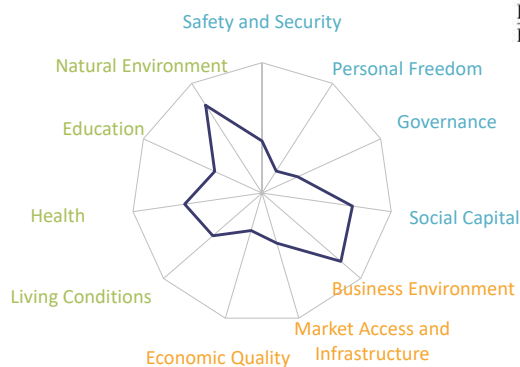 Safety and Security
Natural Environment
Personal Freedom
Education
Governance
Health
Social Capital
Living Conditions
Business Environment
Market Access and
Infrastructure
Economic Quality